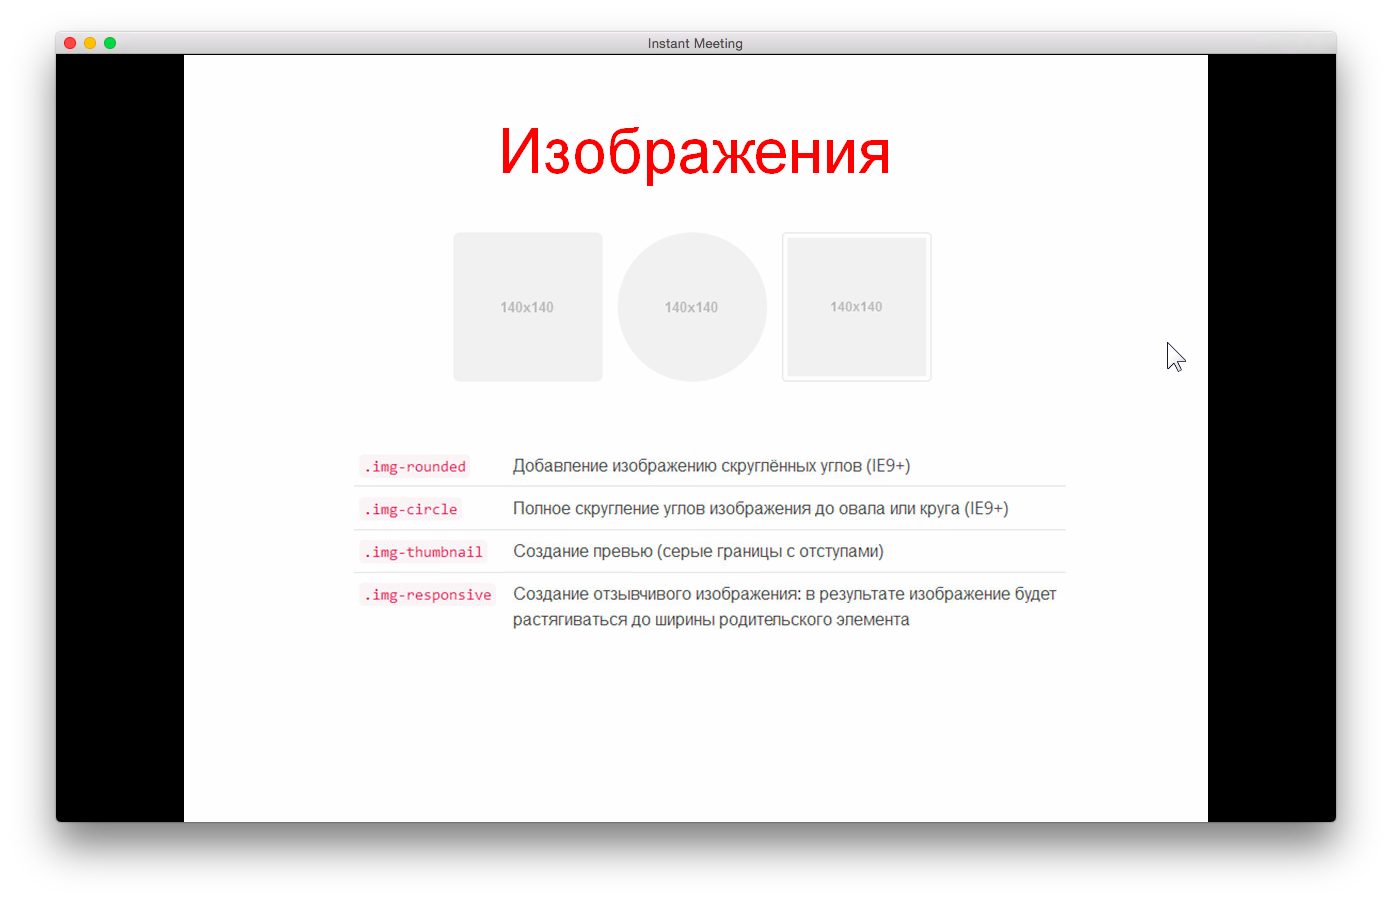 Instant Meeting
Изображения
140x140 140x140 140x140
.img-rounded Добавление изображению скруглённых углов (IE9+)
.img-circle Полное скругление углов изображения до овала или круга (IE9+)
.img-thumbnail Создание превью (серые границы с отступами)
.img-responsive Создание отзывчивого изображения: в результате изображение будет
растягиваться до ширины родительского элемента